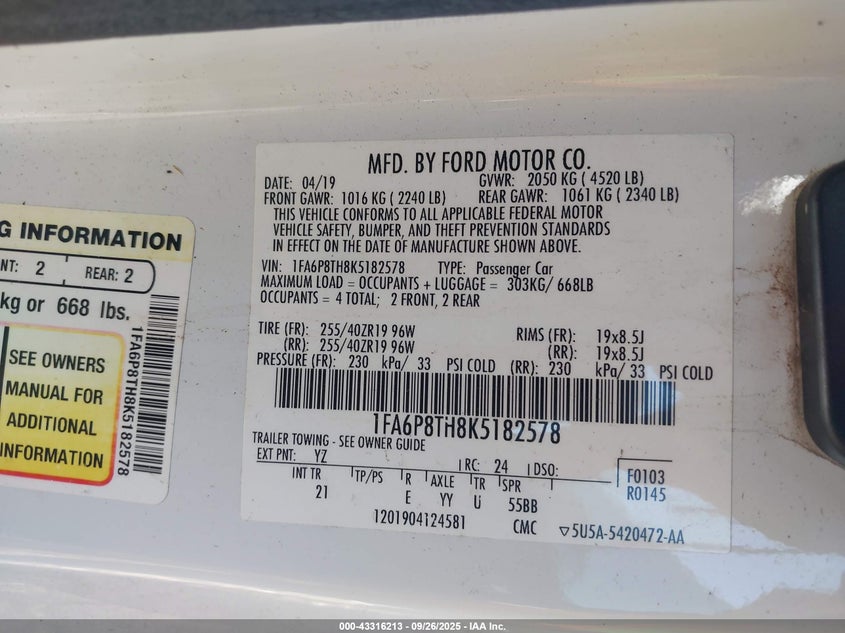 G INFORMATION
NT: 2 REAR: 2
kg or 668 lbs.
SEE OWNERS
MANUAL FOR
ADDITIONAL
INFORMATION
1FA6P8TH8K5182578
MFD. BY FORD MOTOR CO.
DATE: 04/19 GVWR: 2050 KG ( 4520 LB)
FRONT GAWR: 1016 KG ( 2240 LB) REAR GAWR: 1061 KG ( 2340 LB)
THIS VEHICLE CONFORMS TO ALL APPLICABLE FEDERAL MOTOR
VEHICLE SAFETY, BUMPER, AND THEFT PREVENTION STANDARDS
IN EFFECT ON THE DATE OF MANUFACTURE SHOWN ABOVE.
VIN: 1FA6P8TH8K5182578 TYPE: Passenger Car
MAXIMUM LOAD = OCCUPANTS + LUGGAGE = 303KG/ 668LB
OCCUPANTS = 4 TOTAL; 2 FRONT, 2 REAR
TIRE (FR): 255/40ZR19 96W RIMS (FR): 19x8.5J
(RR): 255/40ZR19 96W (RR): 19x8.5J
PRESSURE (FR): 230 kPa/ 33 PSI COLD (RR): 230 kPa/ 33 PSI COLD
1FA6P8TH8K5182578
TRAILER TOWING - SEE OWNER GUIDE
EXT PNT: YZ RC: 24 DSO: F0103
INT TR TP/PS R AXLE TR SPR R0145
21 E YY U 55BB
1201904124581 CMC ▽5U5A-5420472-AA
000-43316213 - 09/26/2025 - IAA Inc.